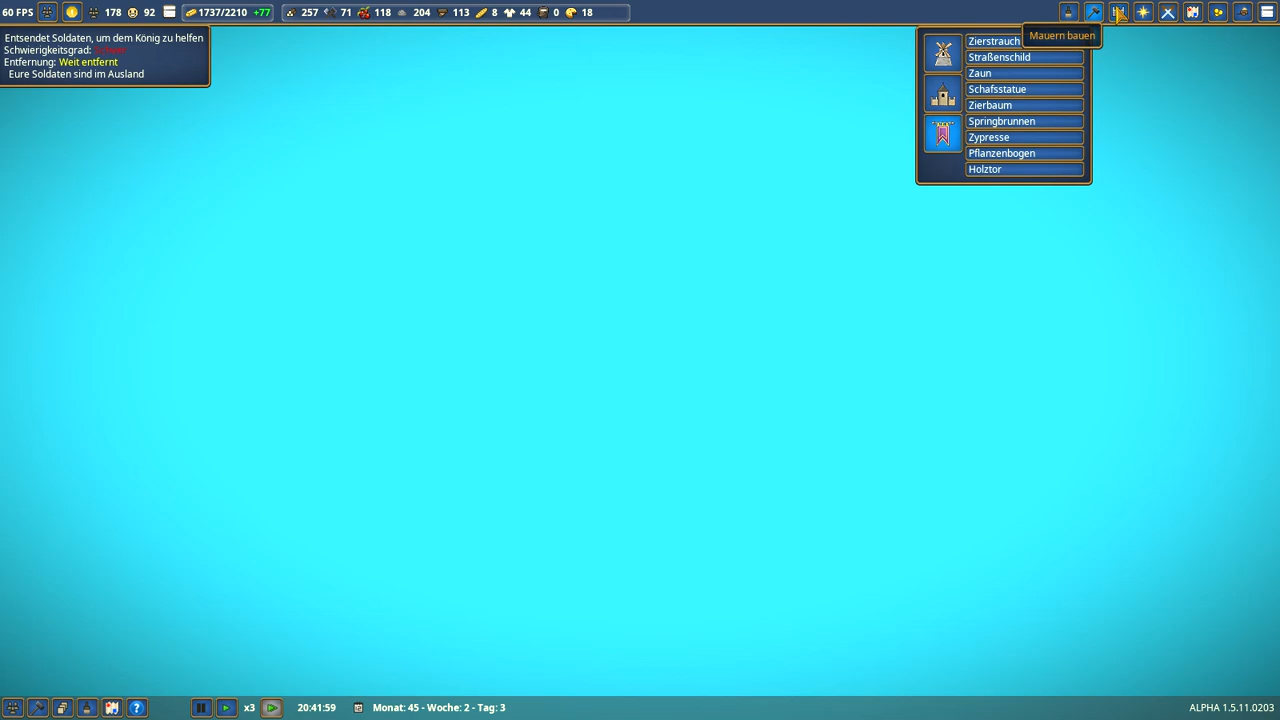 60 FPS 178 92 1737/2210 +77 257 71 118 204 113 8 44 0 18
Entsendet Soldaten, um dem König zu helfen
Schwierigkeitsgrad:
Entfernung: Weit entfernt
Eure Soldaten sind im Ausland
Mauern bauen
Zierstrauch
Straßenschild
Zaun
Schafsstatue
Zierbaum
Springbrunnen
Zypresse
Pflanzenbogen
Holztor
x3 20:41:59 Monat: 45 - Woche: 2 - Tag: 3 ALPHA 1.5.11.0203